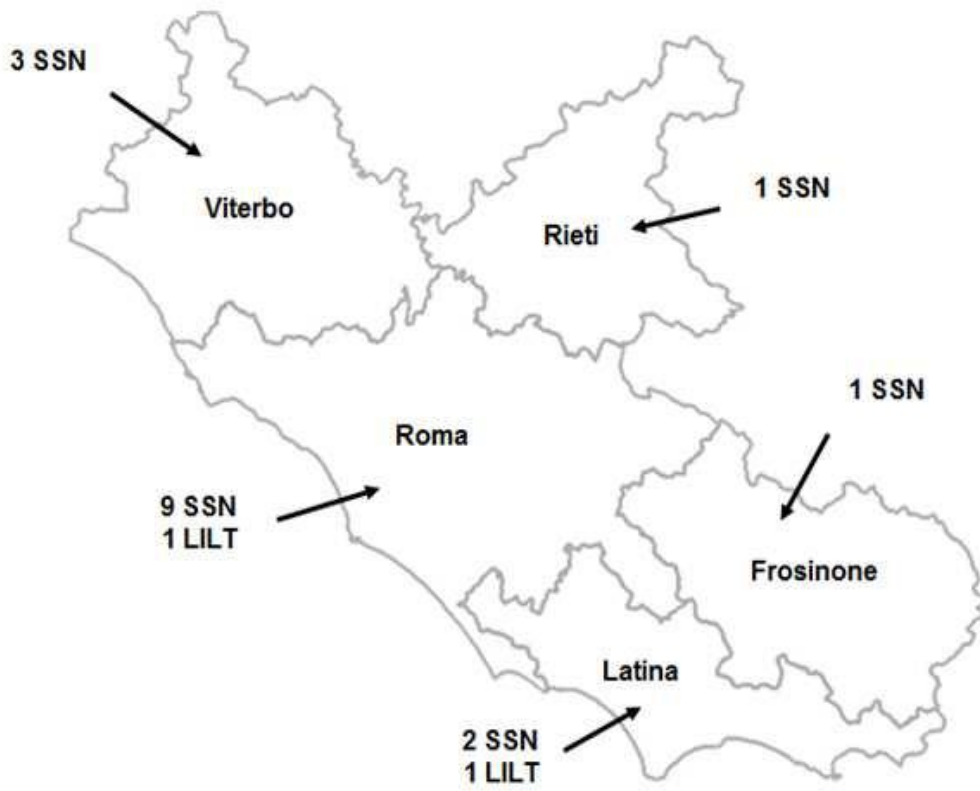 3 SSN
Viterbo
1 SSN
Rieti
1 SSN
Roma
9 SSN
1 LILT
Frosinone
Latina
2 SSN
1 LILT